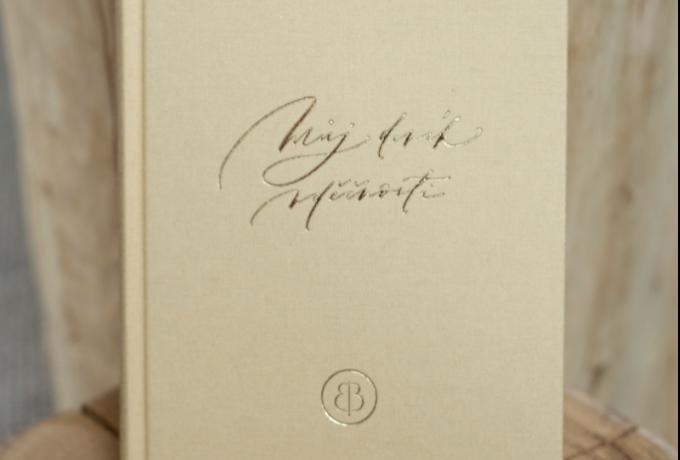 Můj deník
vděčnosti
B